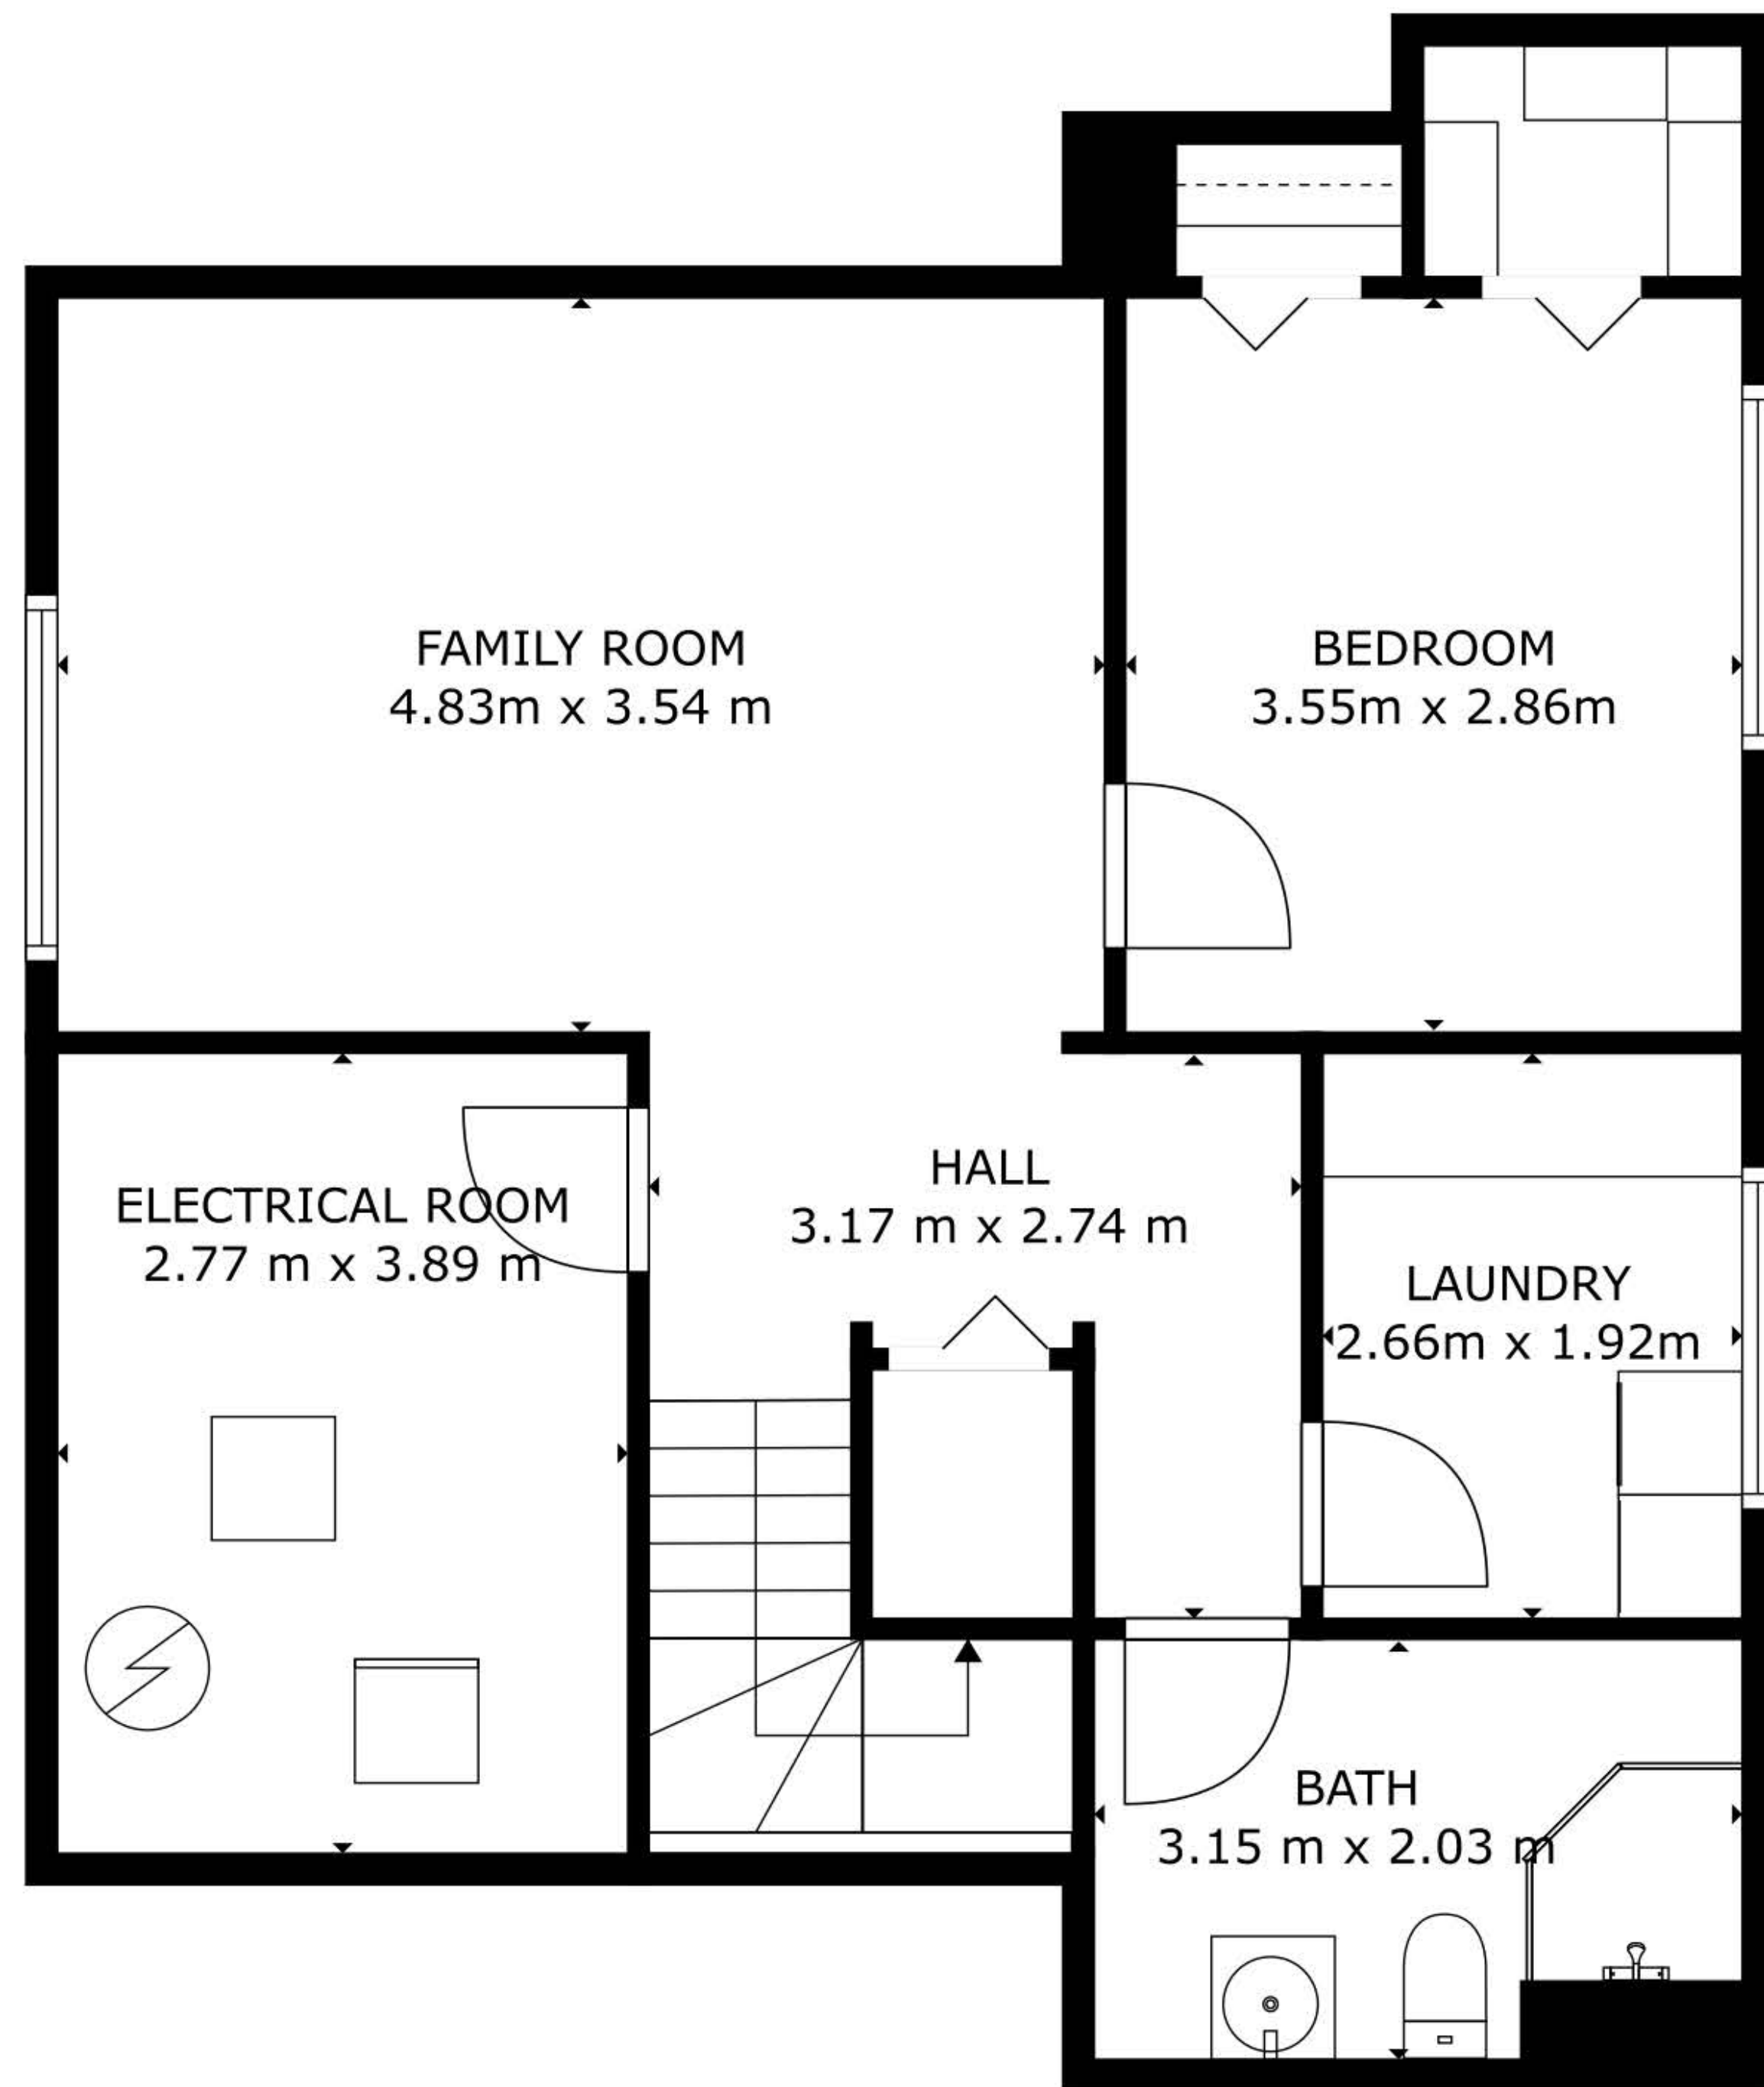 FAMILY ROOM
4.83m x 3.54 m
BEDROOM
3.55m x 2.86m
HALL
3.17 m x 2.74 m
ELECTRICAL ROOM
2.77 m x 3.89 m
LAUNDRY
2.66m x 1.92m
BATH
3.15 m x 2.03 m